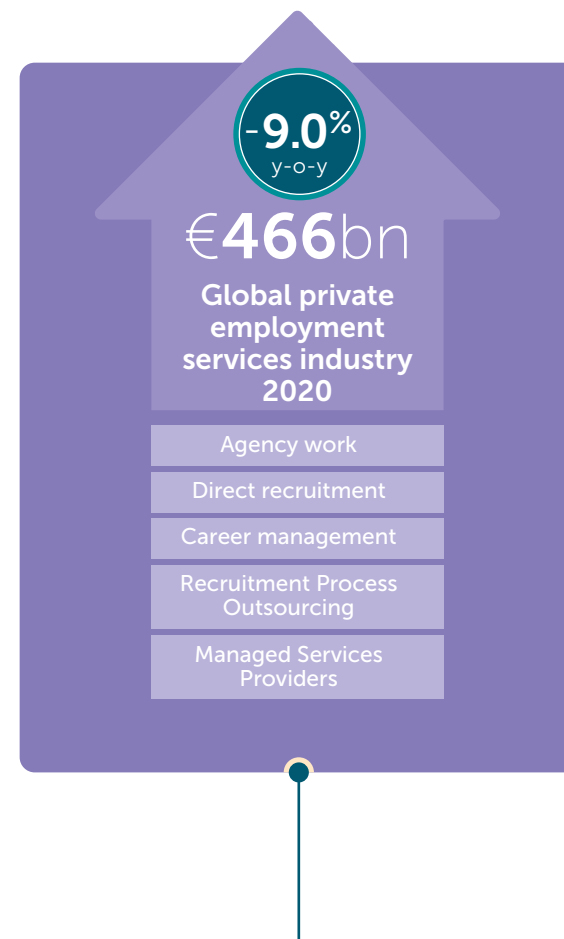 -9.0%
y-o-y
€466bn
Global private
employment
services industry
2020
Agency work
Direct recruitment
Career management
Recruitment Process
Outsourcing
Managed Services
Providers